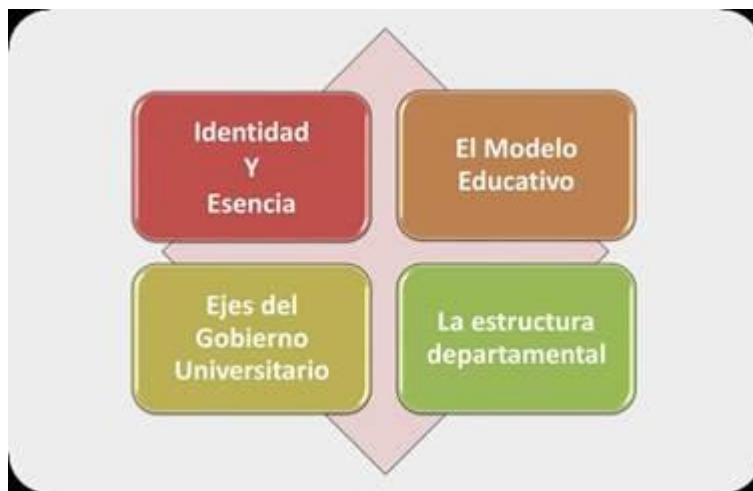 Identidad
Y
Esencia
El Modelo
Educativo
Ejes del
Gobierno
Universitario
La estructura
departamental